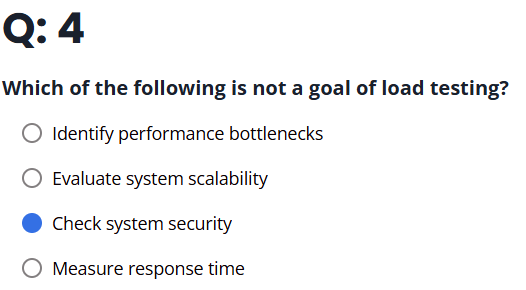 Q: 4
Which of the following is not a goal of load testing?
Identify performance bottlenecks
Evaluate system scalability
Check system security
Measure response time